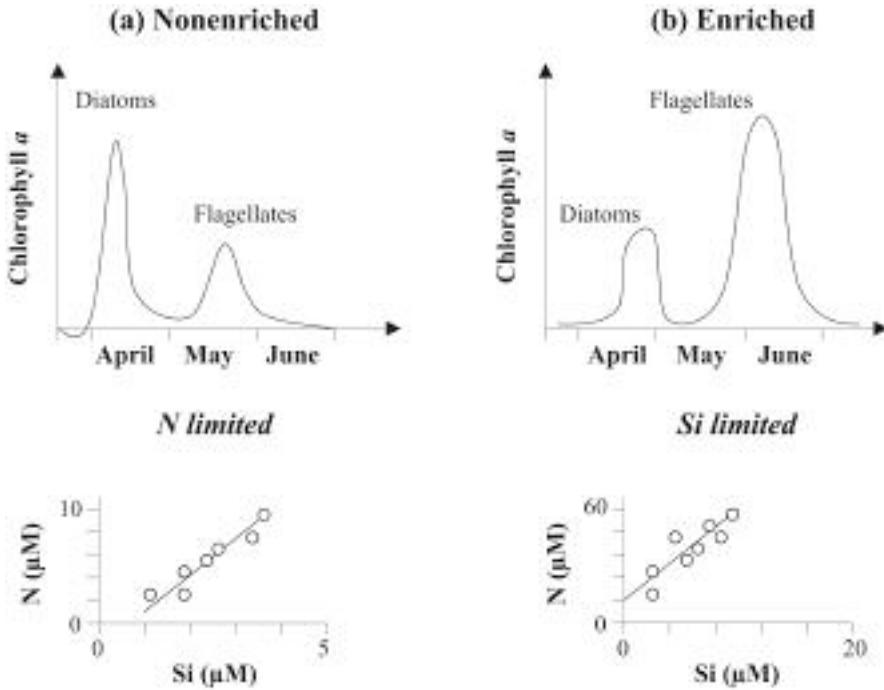 (a) Nonenriched
Chlorophyll a
Diatoms
Flagellates
April May June
N limited
N (µM)
10
0
0 5
Si (µM)
(b) Enriched
Chlorophyll a
Flagellates
Diatoms
April May June
Si limited
N (µM)
60
0
0 20
Si (µM)